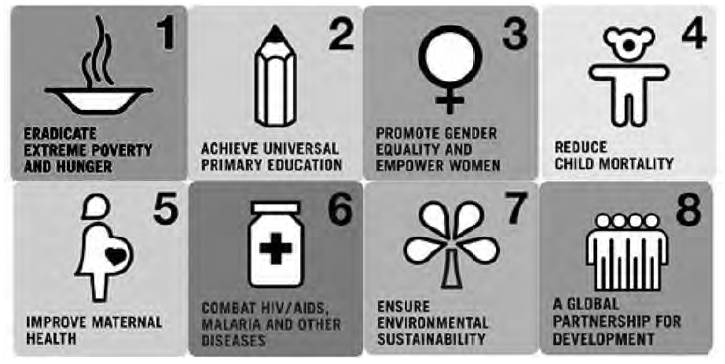 1
ERADICATE
EXTREME POVERTY
AND HUNGER
2
ACHIEVE UNIVERSAL
PRIMARY EDUCATION
3
PROMOTE GENDER
EQUALITY AND
EMPOWER WOMEN
4
REDUCE
CHILD MORTALITY
5
IMPROVE MATERNAL
HEALTH
6
COMBAT HIV/AIDS,
MALARIA AND OTHER
DISEASES
7
ENSURE
ENVIRONMENTAL
SUSTAINABILITY
8
A GLOBAL
PARTNERSHIP FOR
DEVELOPMENT